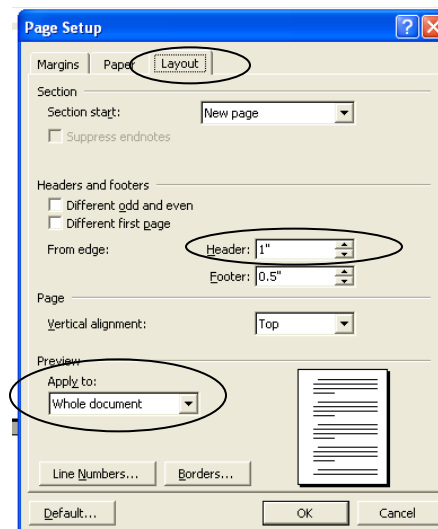 Page Setup
Margins Paper Layout
Section
Section start: New page
Suppress endnotes
Headers and footers
Different odd and even
Different first page
From edge: Header: 1"
Footer: 0.5"
Page
Vertical alignment: Top
Preview
Apply to:
Whole document
Line Numbers... Borders...
Default... OK Cancel